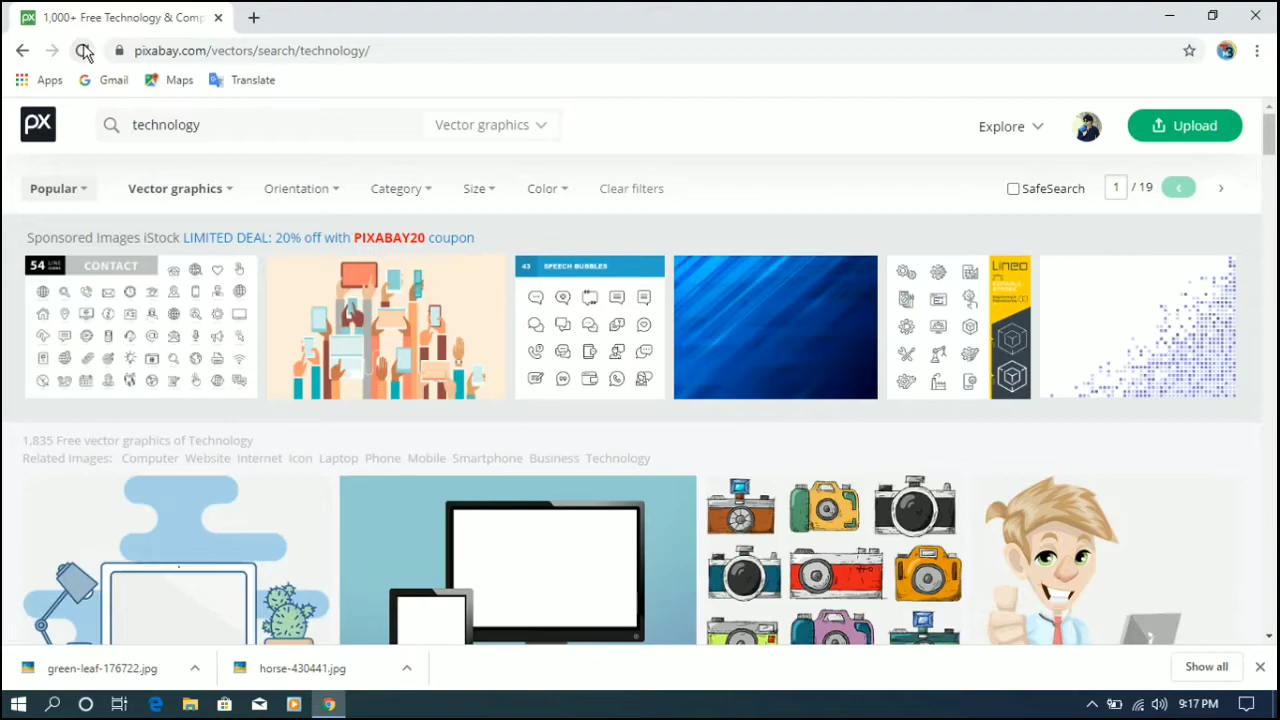 1,000+ Free Technology & Comp
pixabay.com/vectors/search/technology/
Apps Gmail Maps Translate
px technology Vector graphics Explore Upload
Popular Vector graphics Orientation Category Size Color Clear filters SafeSearch 1 / 19
Sponsored Images iStock LIMITED DEAL: 20% off with PIXABAY20 coupon
54 CONTACT
43 SPEECH BUBBLES
Lineo
1,835 Free vector graphics of Technology
Related Images: Computer Website Internet Icon Laptop Phone Mobile Smartphone Business Technology
green-leaf-176722.jpg horse-430441.jpg Show all
9:17 PM